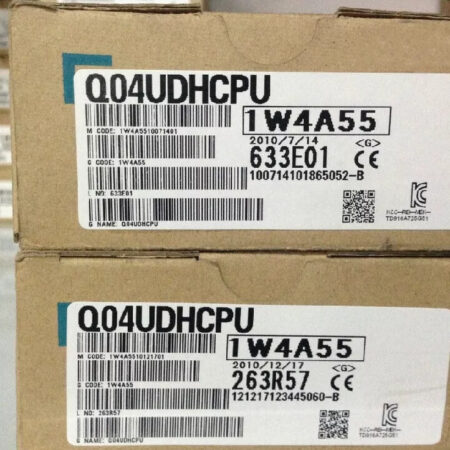 Q04UDHCPU
1W4A55
M CODE: 1W4A5510071401
2010/7/14 <G>
633E01 CE
G CODE: 1W4A55
100714101865052-B
L NO: 633E01
G NAME: Q04UDHCPU
Q04UDHCPU
1W4A55
M CODE: 1W4A5510121701
2010/12/17 <G>
263R57 CE
G CODE: 1W4A55
121217123445060-B
L NO: 263R57
G NAME: Q04UDHCPU